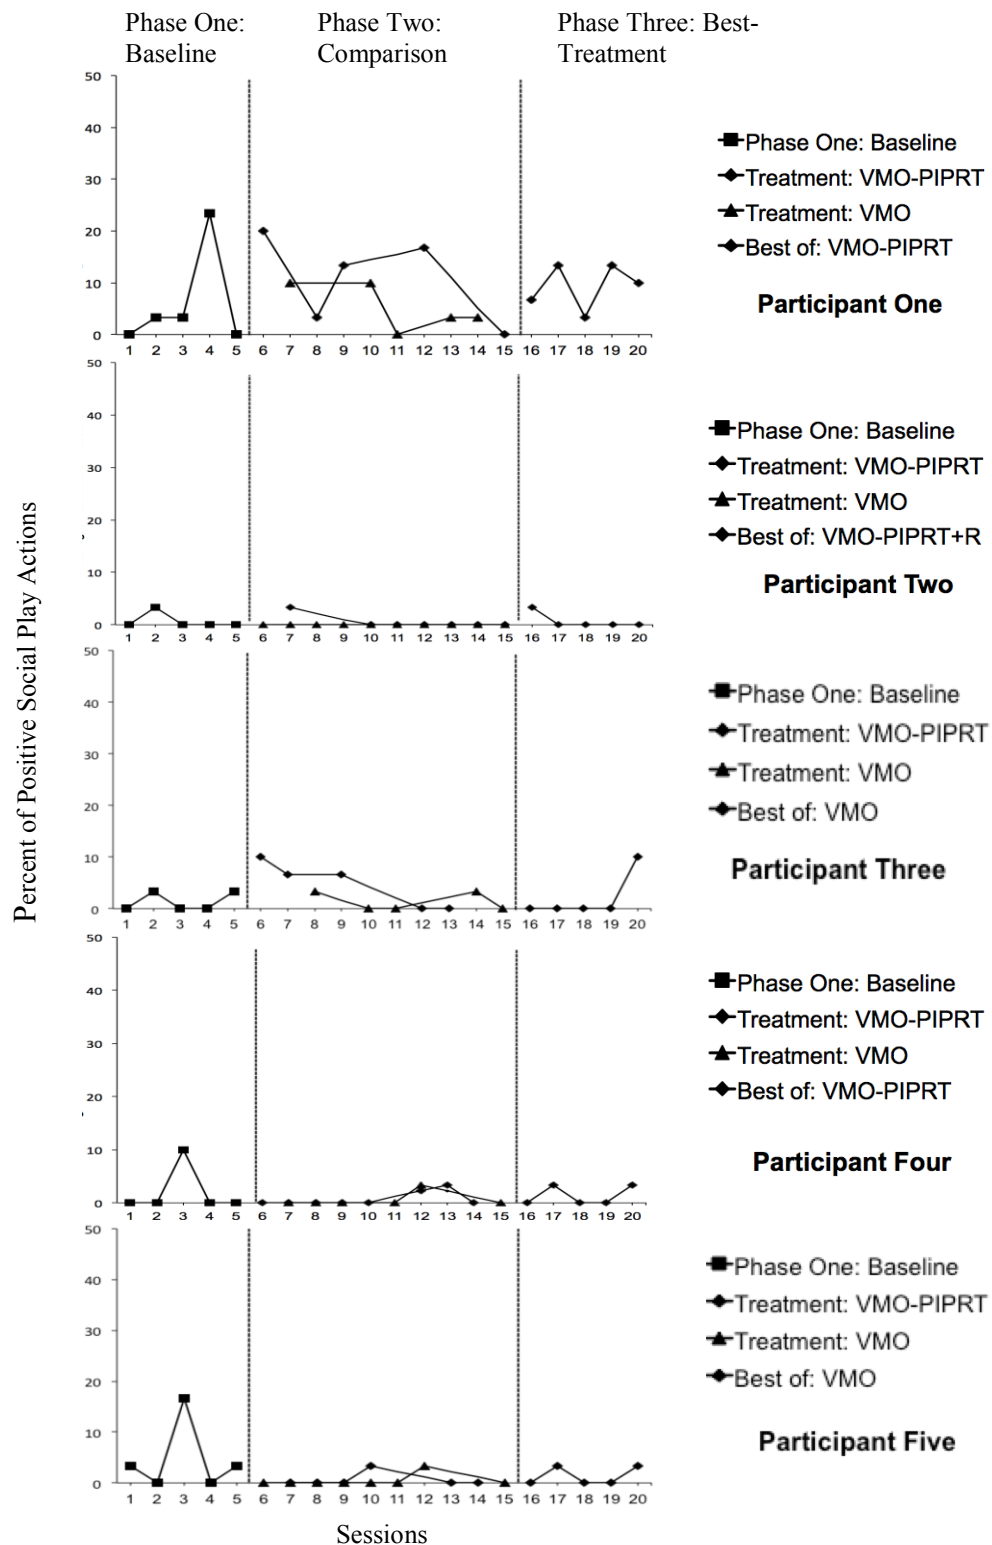 Phase One: Baseline
Phase Two: Comparison
Phase Three: Best-Treatment
Percent of Positive Social Play Actions
50
40
30
20
10
0
1 2 3 4 5 6 7 8 9 10 11 12 13 14 15 16 17 18 19 20
Phase One: Baseline
Treatment: VMO-PIPRT
Treatment: VMO
Best of: VMO-PIPRT
Participant One
50
40
30
20
10
0
1 2 3 4 5 6 7 8 9 10 11 12 13 14 15 16 17 18 19 20
Phase One: Baseline
Treatment: VMO-PIPRT
Treatment: VMO
Best of: VMO-PIPRT+R
Participant Two
50
40
30
20
10
0
1 2 3 4 5 6 7 8 9 10 11 12 13 14 15 16 17 18 19 20
Phase One: Baseline
Treatment: VMO-PIPRT
Treatment: VMO
Best of: VMO
Participant Three
50
40
30
20
10
0
1 2 3 4 5 6 7 8 9 10 11 12 13 14 15 16 17 18 19 20
Phase One: Baseline
Treatment: VMO-PIPRT
Treatment: VMO
Best of: VMO-PIPRT
Participant Four
50
40
30
20
10
0
1 2 3 4 5 6 7 8 9 10 11 12 13 14 15 16 17 18 19 20
Phase One: Baseline
Treatment: VMO-PIPRT
Treatment: VMO
Best of: VMO
Participant Five
Sessions